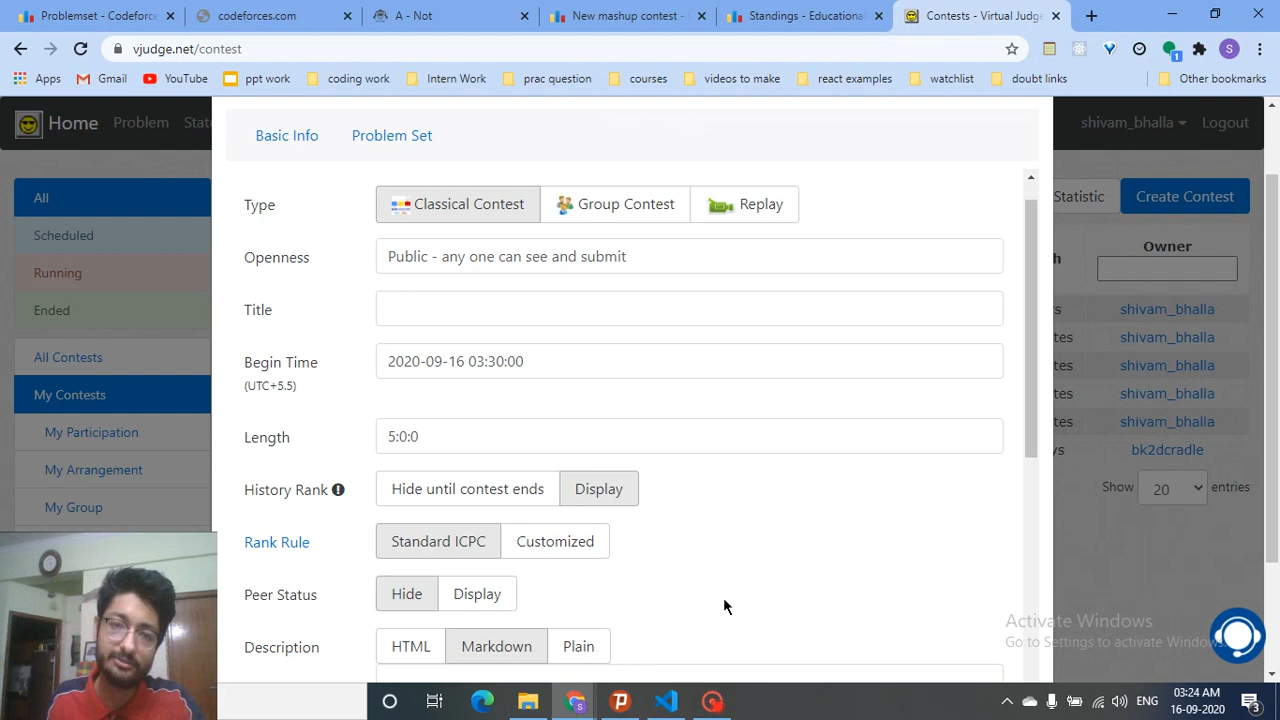 Problemset - Codeforces
codeforces.com
A - Not
New mashup contest -
Standings - Educational
Contests - Virtual Judge
vjudge.net/contest
S
1
Apps
Gmail
YouTube
ppt work
coding work
Intern Work
prac question
courses
videos to make
react examples
watchlist
doubt links
Other bookmarks
Home
Problem
shivam_bhalla
Logout
Basic Info
Problem Set
All
Scheduled
Running
Ended
All Contests
My Contests
My Participation
My Arrangement
My Group
Type
Classical Contest
Group Contest
Replay
Openness
Public - any one can see and submit
Title
Begin Time
(UTC+5.5)
2020-09-16 03:30:00
Length
5:0:0
History Rank
Hide until contest ends
Display
Rank Rule
Standard ICPC
Customized
Peer Status
Hide
Display
Description
HTML
Markdown
Plain
Statistic
Create Contest
Owner
shivam_bhalla
shivam_bhalla
shivam_bhalla
shivam_bhalla
shivam_bhalla
bk2dcradle
Show
20
entries
Activate Windows
Go to Settings to activate Windows.
ENG
03:24 AM
16-09-2020
3